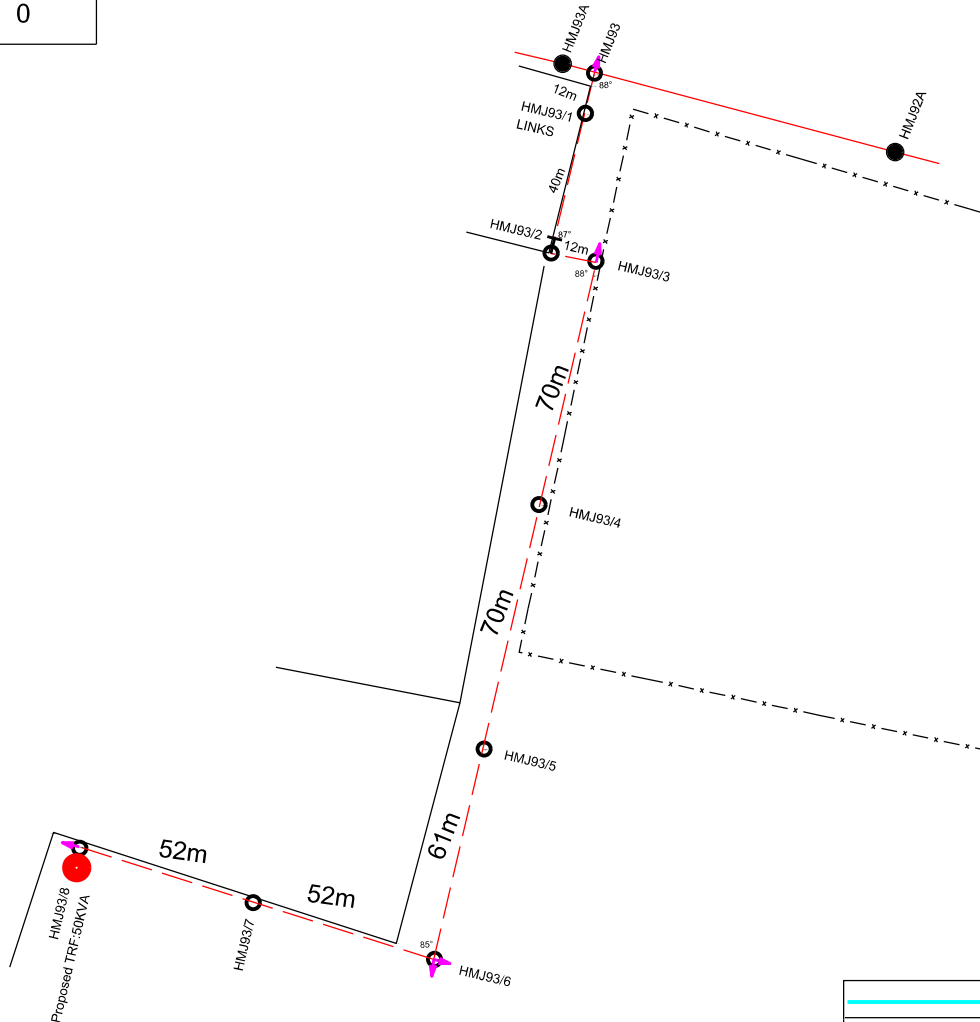 0
HMJ93A
HMJ93
88°
12m
HMJ93/1
LINKS
HMJ92A
40m
HMJ93/2
87°
12m
88°
HMJ93/3
70m
HMJ93/4
70m
HMJ93/5
61m
52m
52m
85°
HMJ93/6
HMJ93/7
HMJ93/8
Proposed TRF:50KVA